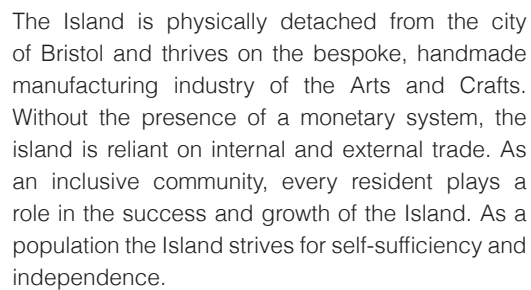 The Island is physically detached from the city
of Bristol and thrives on the bespoke, handmade
manufacturing industry of the Arts and Crafts.
Without the presence of a monetary system, the
island is reliant on internal and external trade. As
an inclusive community, every resident plays a
role in the success and growth of the Island. As a
population the Island strives for self-sufficiency and
independence.